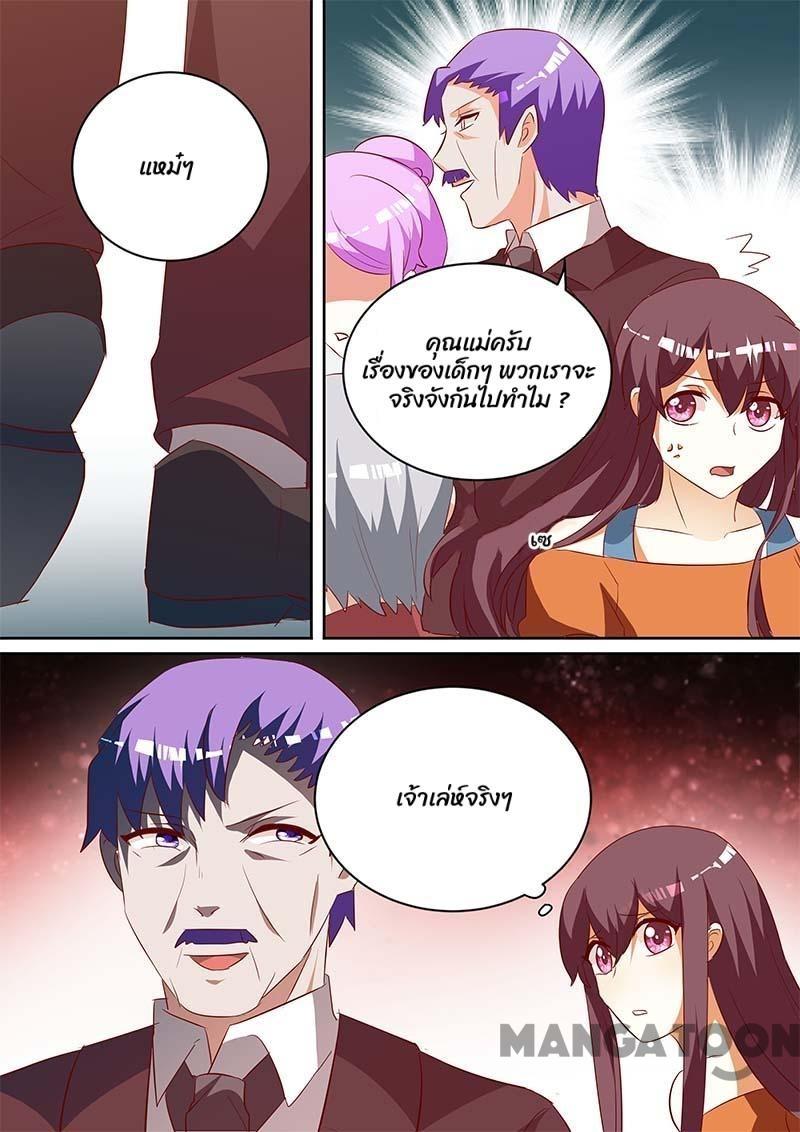 แหม่ๆ
คุณแม่ครับ
เรื่องของเด็กๆ พวกเราจะ
จริงจังกันไปทำไม ?
เซ
เจ้าเล่ห์จริงๆ
MANGATOON